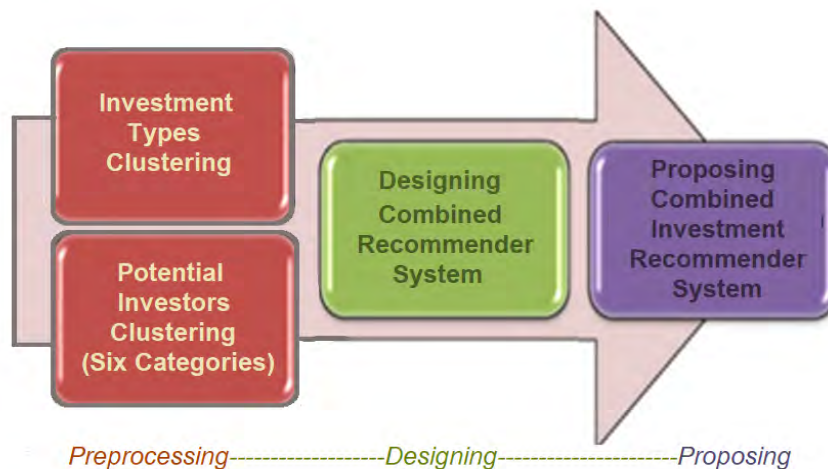 Investment
Types
Clustering
Potential
Investors
Clustering
(Six Categories)
Designing
Combined
Recommender
System
Proposing
Combined
Investment
Recommender
System
Preprocessing--------------------Designing-----------------------Proposing